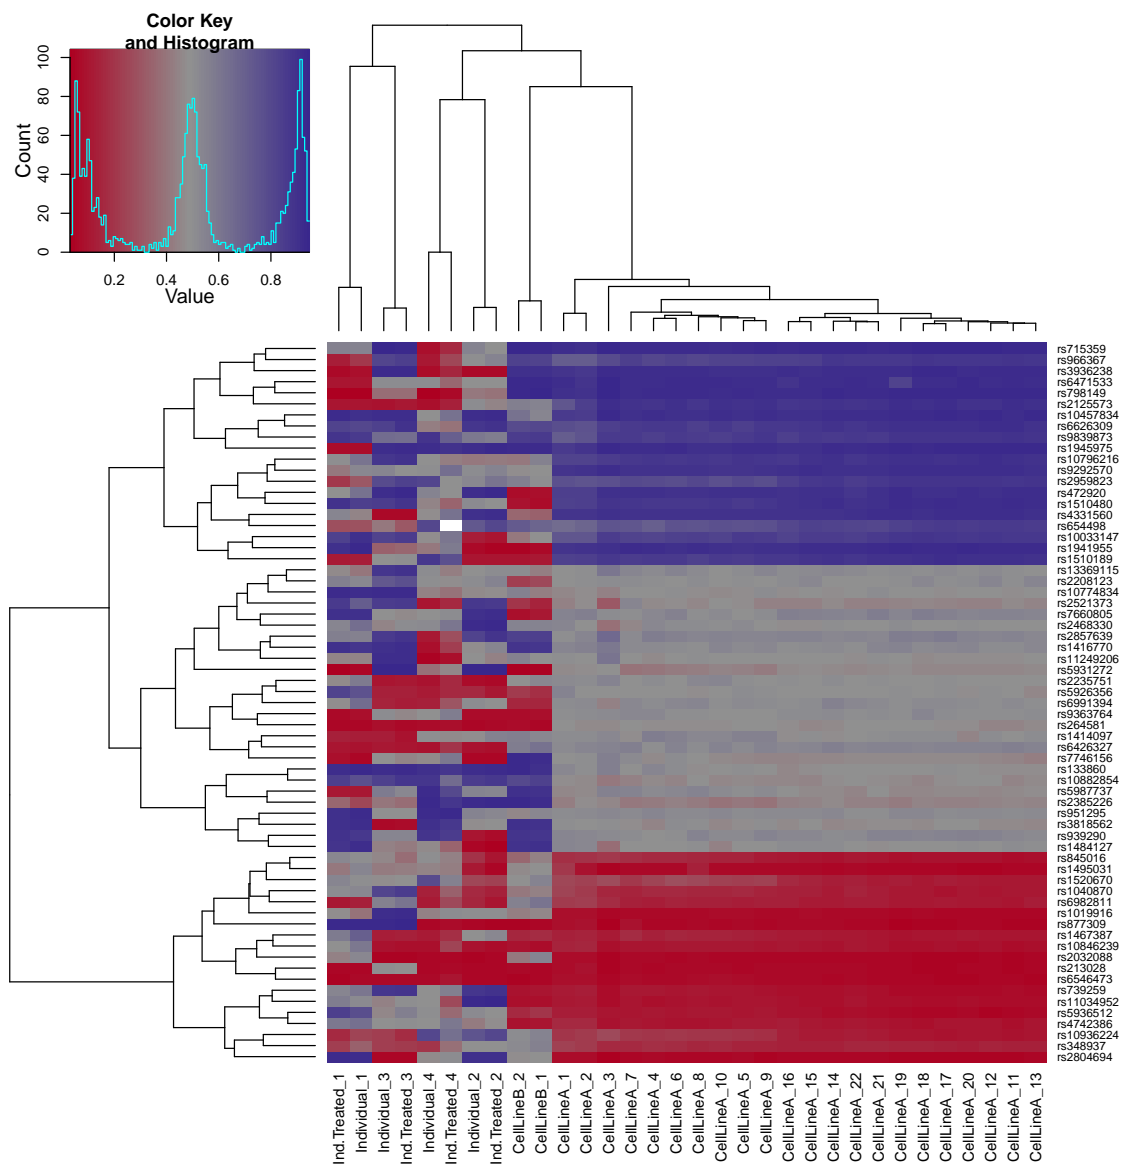 Color Key
and Histogram
Count
0
20
40
60
80
100
0.2
0.4
0.6
0.8
Value
rs715359
rs966367
rs3936238
rs6471533
rs798149
rs2125573
rs10457834
rs6626309
rs9839873
rs1945975
rs10796216
rs9292570
rs2959823
rs472920
rs1510480
rs4331560
rs654498
rs10033147
rs1941955
rs1510189
rs13369115
rs2208123
rs10774834
rs2521373
rs7660805
rs2468330
rs2857639
rs1416770
rs11249206
rs5931272
rs2235751
rs5926356
rs6991394
rs9363764
rs264581
rs1414097
rs6426327
rs7746156
rs133860
rs10882854
rs5987737
rs2385226
rs951295
rs3818562
rs939290
rs1484127
rs845016
rs1495031
rs1520670
rs1040870
rs6982811
rs1019916
rs877309
rs1467387
rs10846239
rs2032088
rs213028
rs6546473
rs739259
rs11034952
rs5936512
rs4742386
rs10936224
rs348937
rs2804694
Ind.Treated_1
Individual_1
Individual_3
Ind.Treated_3
Individual_4
Ind.Treated_4
Individual_2
Ind.Treated_2
CellLineB_2
CellLineB_1
CellLineA_1
CellLineA_2
CellLineA_3
CellLineA_7
CellLineA_4
CellLineA_6
CellLineA_8
CellLineA_10
CellLineA_5
CellLineA_9
CellLineA_16
CellLineA_15
CellLineA_14
CellLineA_22
CellLineA_21
CellLineA_19
CellLineA_18
CellLineA_17
CellLineA_20
CellLineA_12
CellLineA_11
CellLineA_13